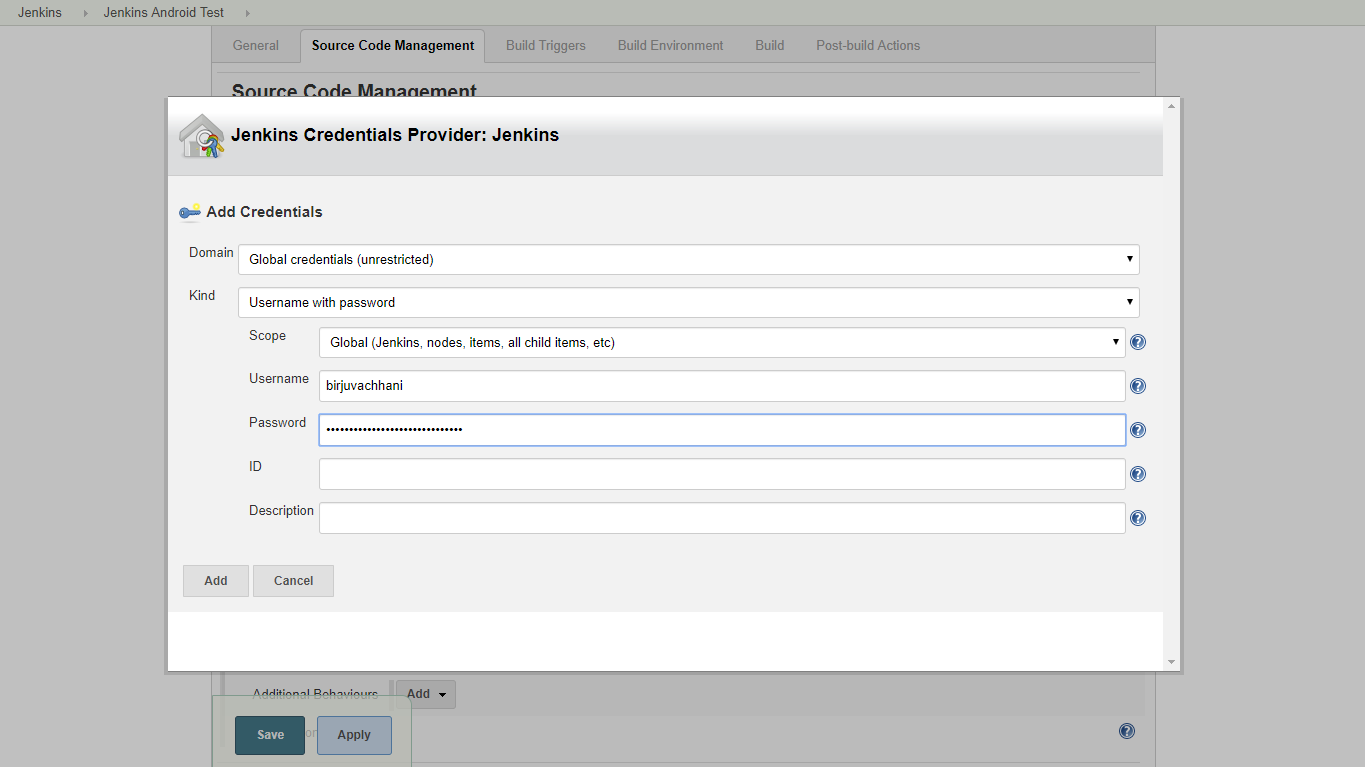 Jenkins Jenkins Android Test
General Source Code Management Build Triggers Build Environment Build Post-build Actions
Source Code Management
Jenkins Credentials Provider: Jenkins
Add Credentials
Domain Global credentials (unrestricted)
Kind Username with password
Scope Global (Jenkins, nodes, items, all child items, etc)
Username birjuvachhani
Password ••••••••••••••••••••••••••••••
ID
Description
Add Cancel
Additional Behaviours Add
Save Apply